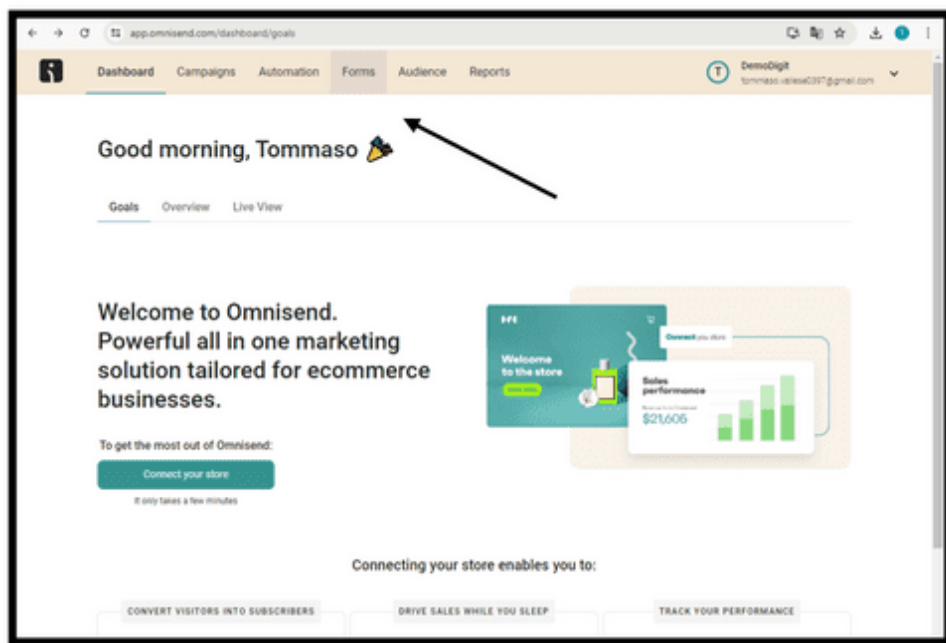 app.omnisend.com/dashboard/goals
Dashboard Campaigns Automation Forms Audience Reports
T
DemoDigit
Good morning, Tommaso
Goals Overview Live View
Welcome to Omnisend.
Powerful all in one marketing
solution tailored for ecommerce
businesses.
To get the most out of Omnisend:
Connect your store
It only takes a few minutes
Welcome
to the store
Connect you store
Sales
performance
$21,605
Connecting your store enables you to:
CONVERT VISITORS INTO SUBSCRIBERS
DRIVE SALES WHILE YOU SLEEP
TRACK YOUR PERFORMANCE